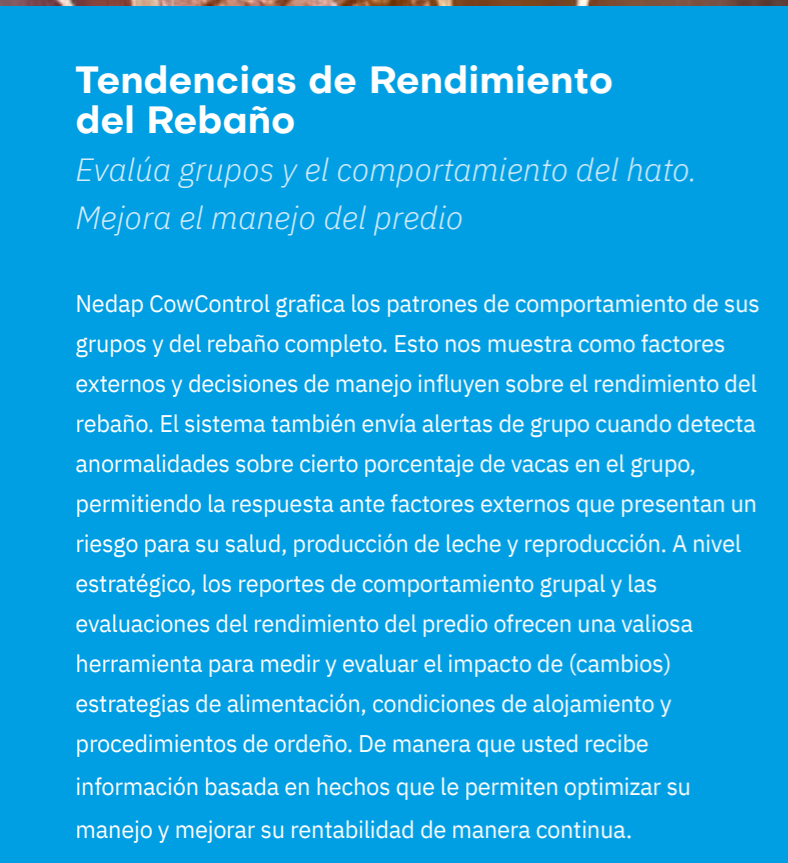 Tendencias de Rendimiento
del Rebaño
Evalúa grupos y el comportamiento del hato.
Mejora el manejo del predio
Nedap CowControl grafica los patrones de comportamiento de sus
grupos y del rebaño completo. Esto nos muestra como factores
externos y decisiones de manejo influyen sobre el rendimiento del
rebaño. El sistema también envía alertas de grupo cuando detecta
anormalidades sobre cierto porcentaje de vacas en el grupo,
permitiendo la respuesta ante factores externos que presentan un
riesgo para su salud, producción de leche y reproducción. A nivel
estratégico, los reportes de comportamiento grupal y las
evaluaciones del rendimiento del predio ofrecen una valiosa
herramienta para medir y evaluar el impacto de (cambios)
estrategias de alimentación, condiciones de alojamiento y
procedimientos de ordeño. De manera que usted recibe
información basada en hechos que le permiten optimizar su
manejo y mejorar su rentabilidad de manera continua.